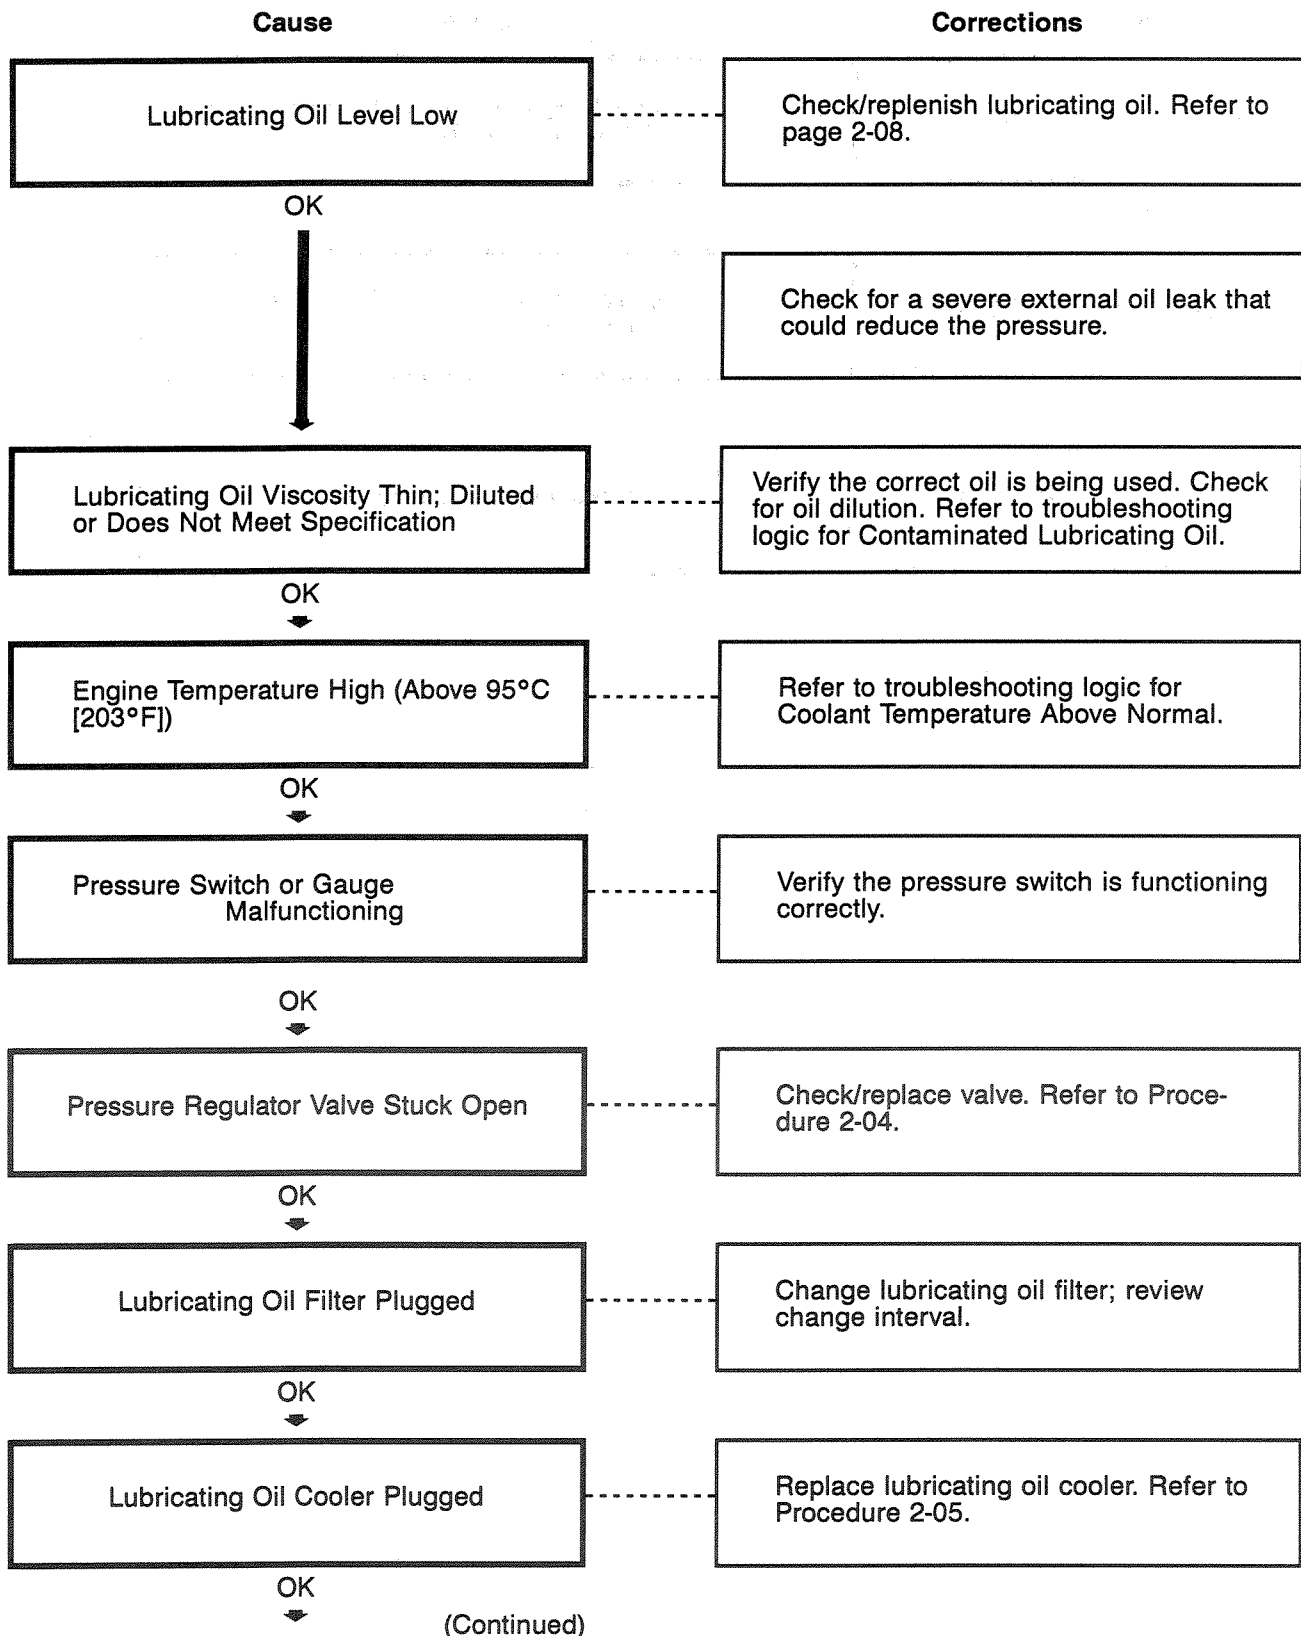 Cause
Corrections
Lubricating Oil Level Low
Check/replenish lubricating oil. Refer to
page 2-08.
OK
Check for a severe external oil leak that
could reduce the pressure.
Lubricating Oil Viscosity Thin; Diluted
or Does Not Meet Specification
Verify the correct oil is being used. Check
for oil dilution. Refer to troubleshooting
logic for Contaminated Lubricating Oil.
OK
Engine Temperature High (Above 95°C
[203°F])
Refer to troubleshooting logic for
Coolant Temperature Above Normal.
OK
Pressure Switch or Gauge
Malfunctioning
Verify the pressure switch is functioning
correctly.
OK
Pressure Regulator Valve Stuck Open
Check/replace valve. Refer to Proce-
dure 2-04.
OK
Lubricating Oil Filter Plugged
Change lubricating oil filter; review
change interval.
OK
Lubricating Oil Cooler Plugged
Replace lubricating oil cooler. Refer to
Procedure 2-05.
OK
(Continued)